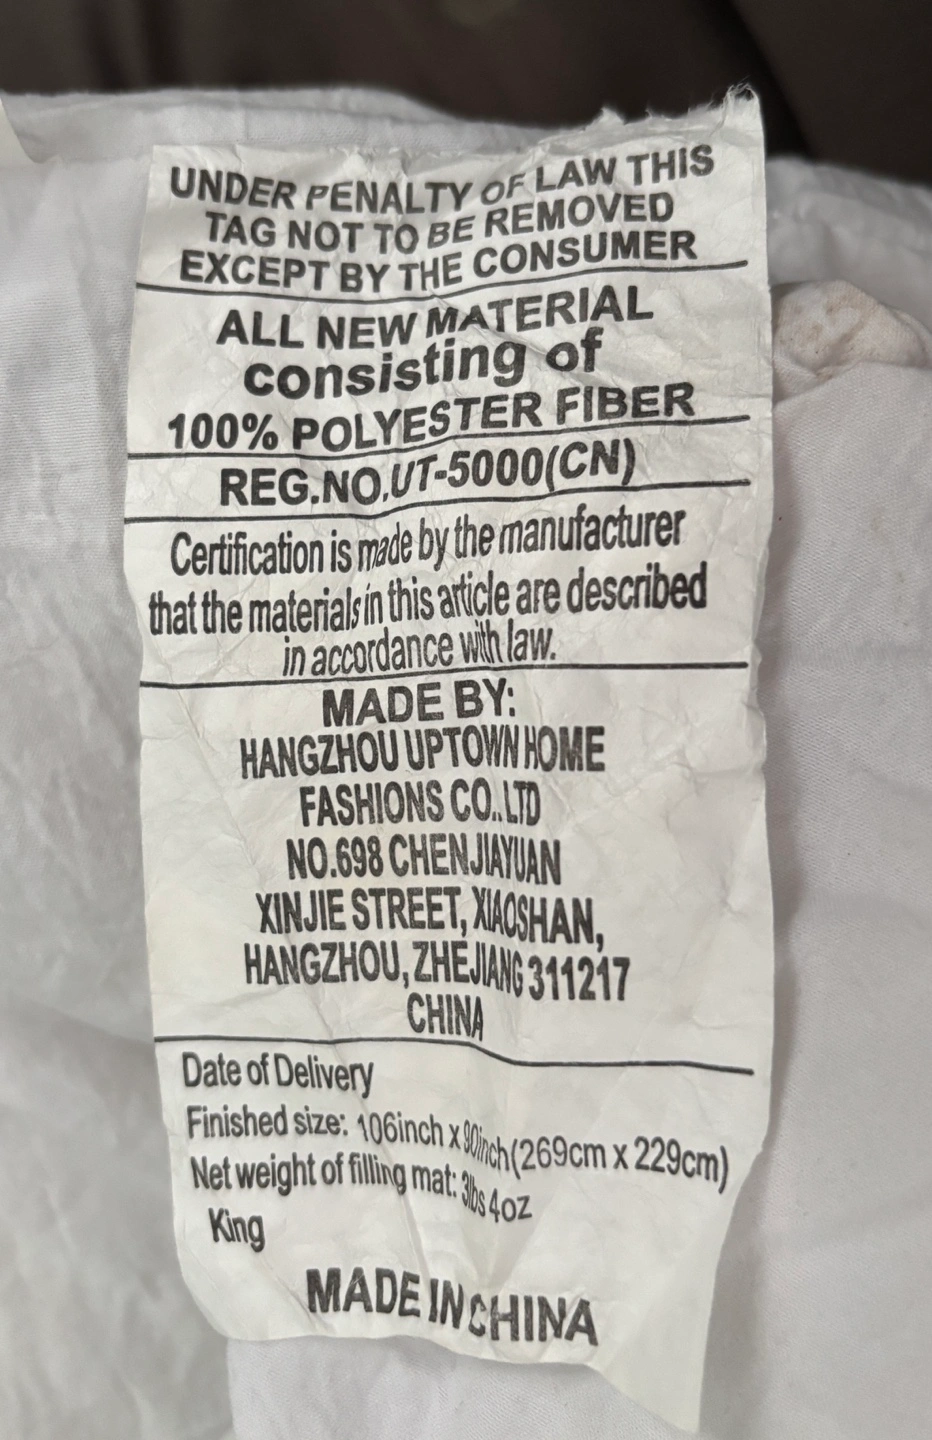 UNDER PENALTY OF LAW THIS
TAG NOT TO BE REMOVED
EXCEPT BY THE CONSUMER
ALL NEW MATERIAL
consisting of
100% POLYESTER FIBER
REG.NO.UT-5000(CN)
Certification is made by the manufacturer
that the materials in this article are described
in accordance with law.
MADE BY:
HANGZHOU UPTOWN HOME
FASHIONS CO.,LTD
NO.698 CHENJIAYUAN
XINJIE STREET, XIAOSHAN,
HANGZHOU, ZHEJIANG 311217
CHINA
Date of Delivery
Finished size: 106inch x 90inch(269cm x 229cm)
Net weight of filling mat: 3lbs 4oz
King
MADE IN CHINA